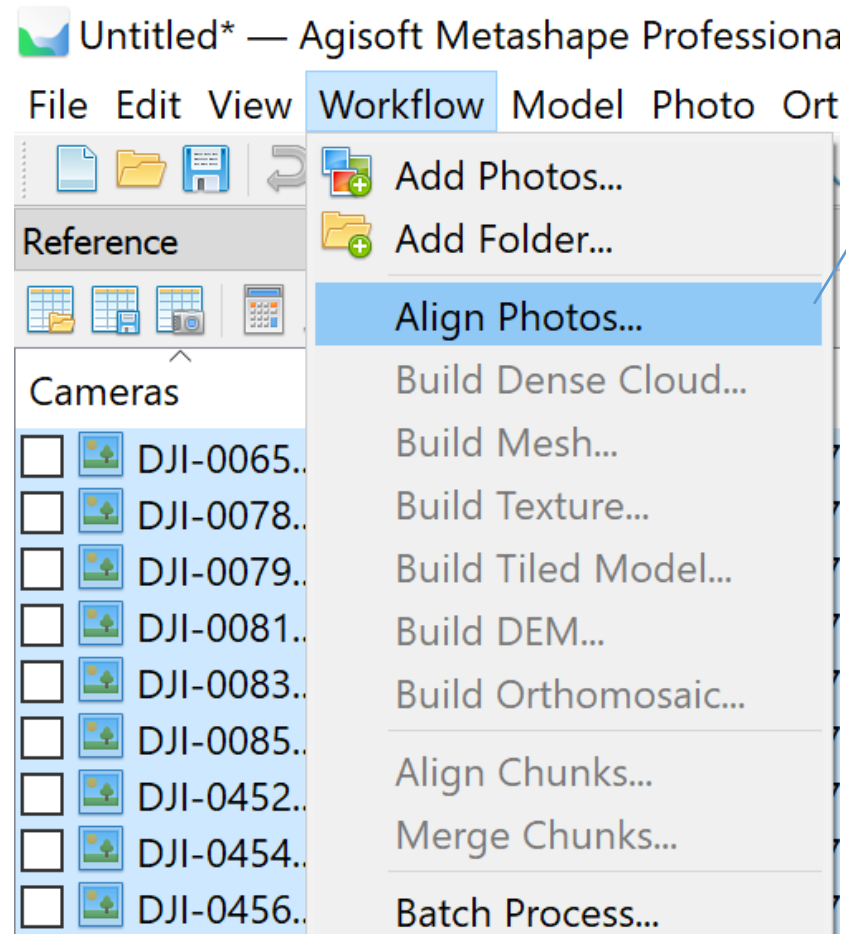 Untitled* — Agisoft Metashape Professiona
File Edit View Workflow Model Photo Ort
Add Photos...
Reference
Add Folder...
Align Photos...
Build Dense Cloud...
Cameras
Build Mesh...
DJI-0065..
Build Texture...
DJI-0078..
Build Tiled Model...
DJI-0079..
Build DEM...
DJI-0081..
Build Orthomosaic...
DJI-0083..
DJI-0085..
Align Chunks...
DJI-0452..
Merge Chunks...
DJI-0454..
Batch Process...
DJI-0456..